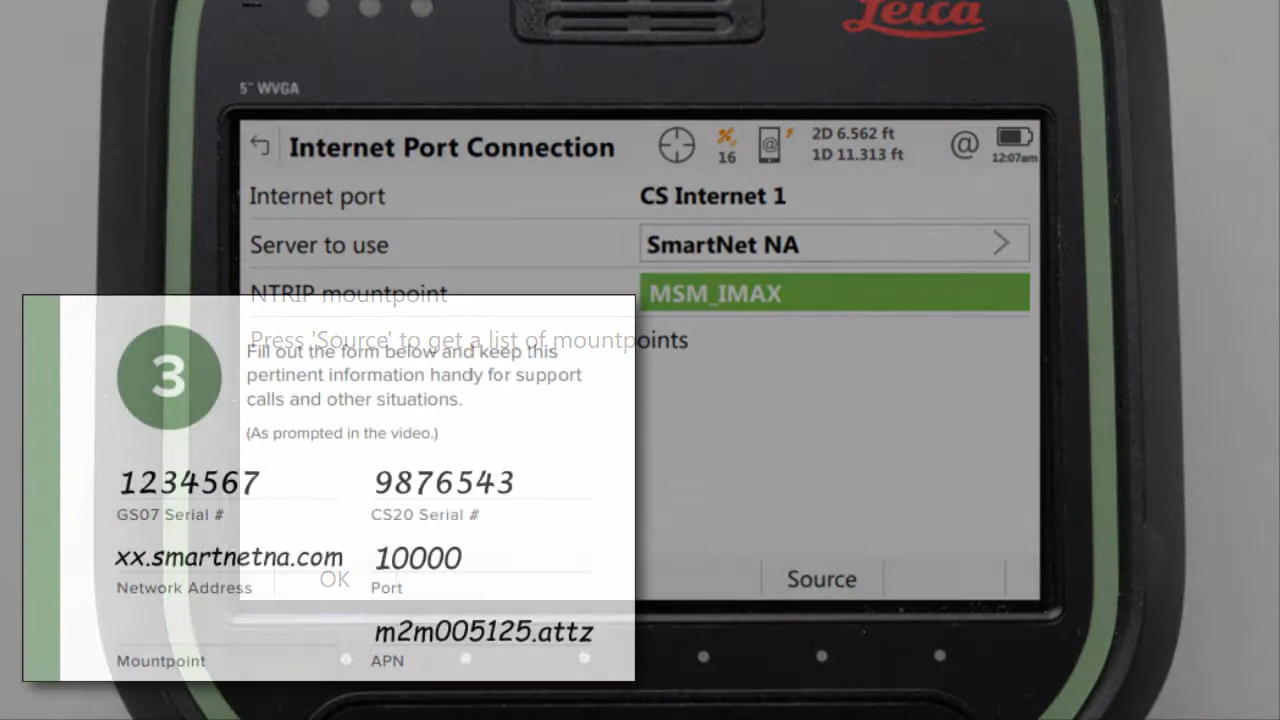 Leica
5" WVGA
Internet Port Connection
16
2D 6.562 ft
1D 11.313 ft
@
12:07am
Internet port
CS Internet 1
Server to use
SmartNet NA
NTRIP mountpoint
MSM_IMAX
Press 'Source' to get a list of mountpoints
3
Fill out the form below and keep this
pertinent information handy for support
calls and other situations.
(As prompted in the video.)
1234567
9876543
GS07 Serial #
CS20 Serial #
xx.smartnetna.com
10000
Network Address
Port
OK
Source
m2m005125.attz
Mountpoint
APN